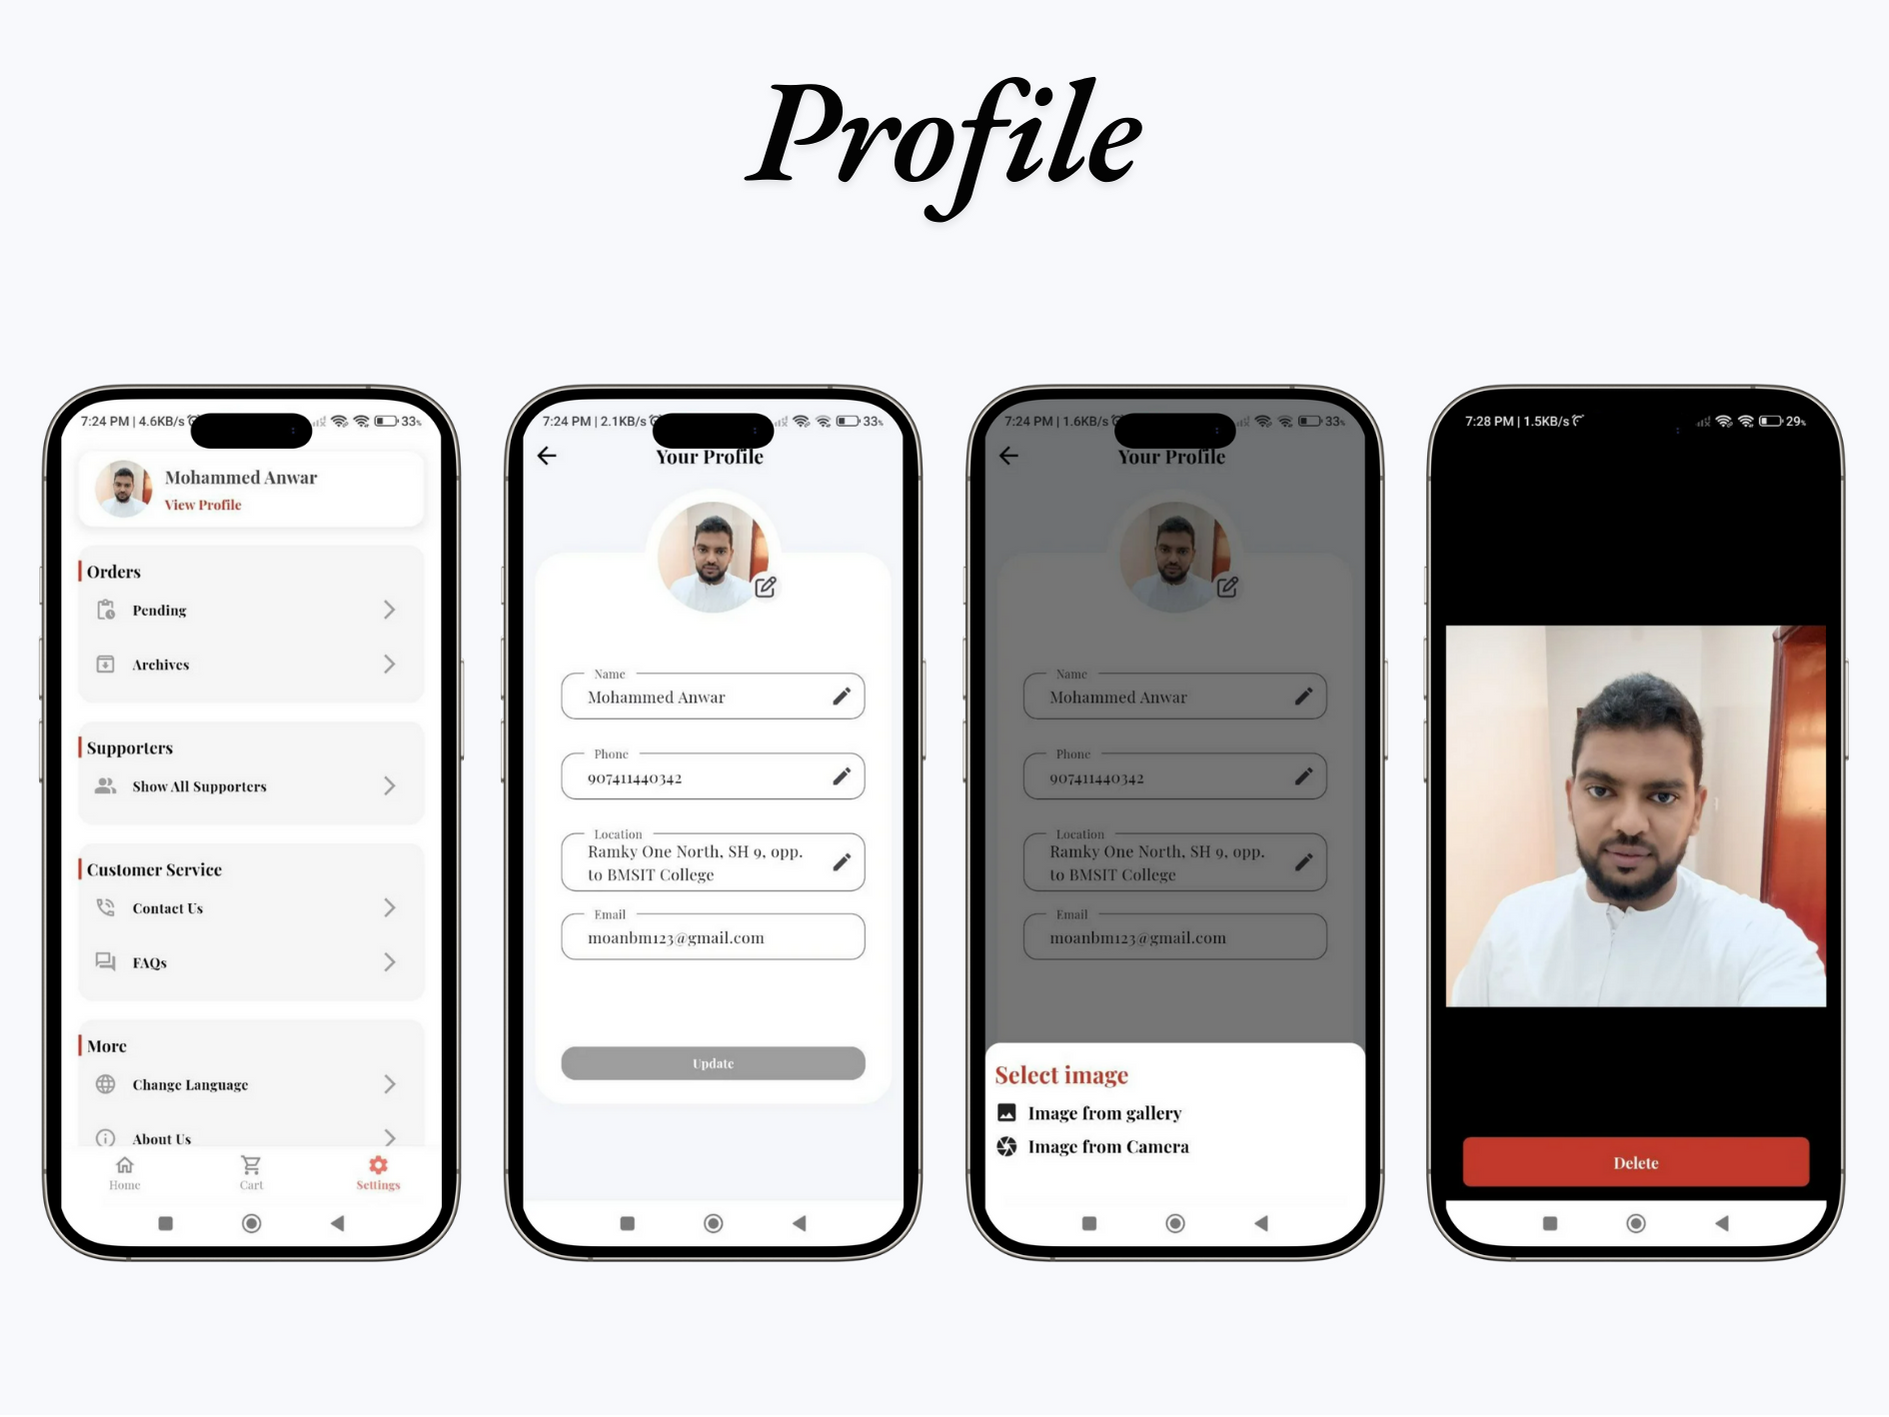 Profile
7:24 PM | 4.6KB/s
33%
Mohammed Anwar
View Profile
Orders
Pending
Archives
Supporters
Show All Supporters
Customer Service
Contact Us
FAQs
More
Change Language
About Us
Home
Cart
Settings
7:24 PM | 2.1KB/s
33%
Your Profile
Name
Mohammed Anwar
Phone
907411440342
Location
Ramky One North, SH 9, opp.
to BMSIT College
Email
moanbm123@gmail.com
Update
7:24 PM | 1.6KB/s
33%
Your Profile
Name
Mohammed Anwar
Phone
907411440342
Location
Ramky One North, SH 9, opp.
to BMSIT College
Email
moanbm123@gmail.com
Select image
Image from gallery
Image from Camera
7:28 PM | 1.5KB/s
29%
Delete